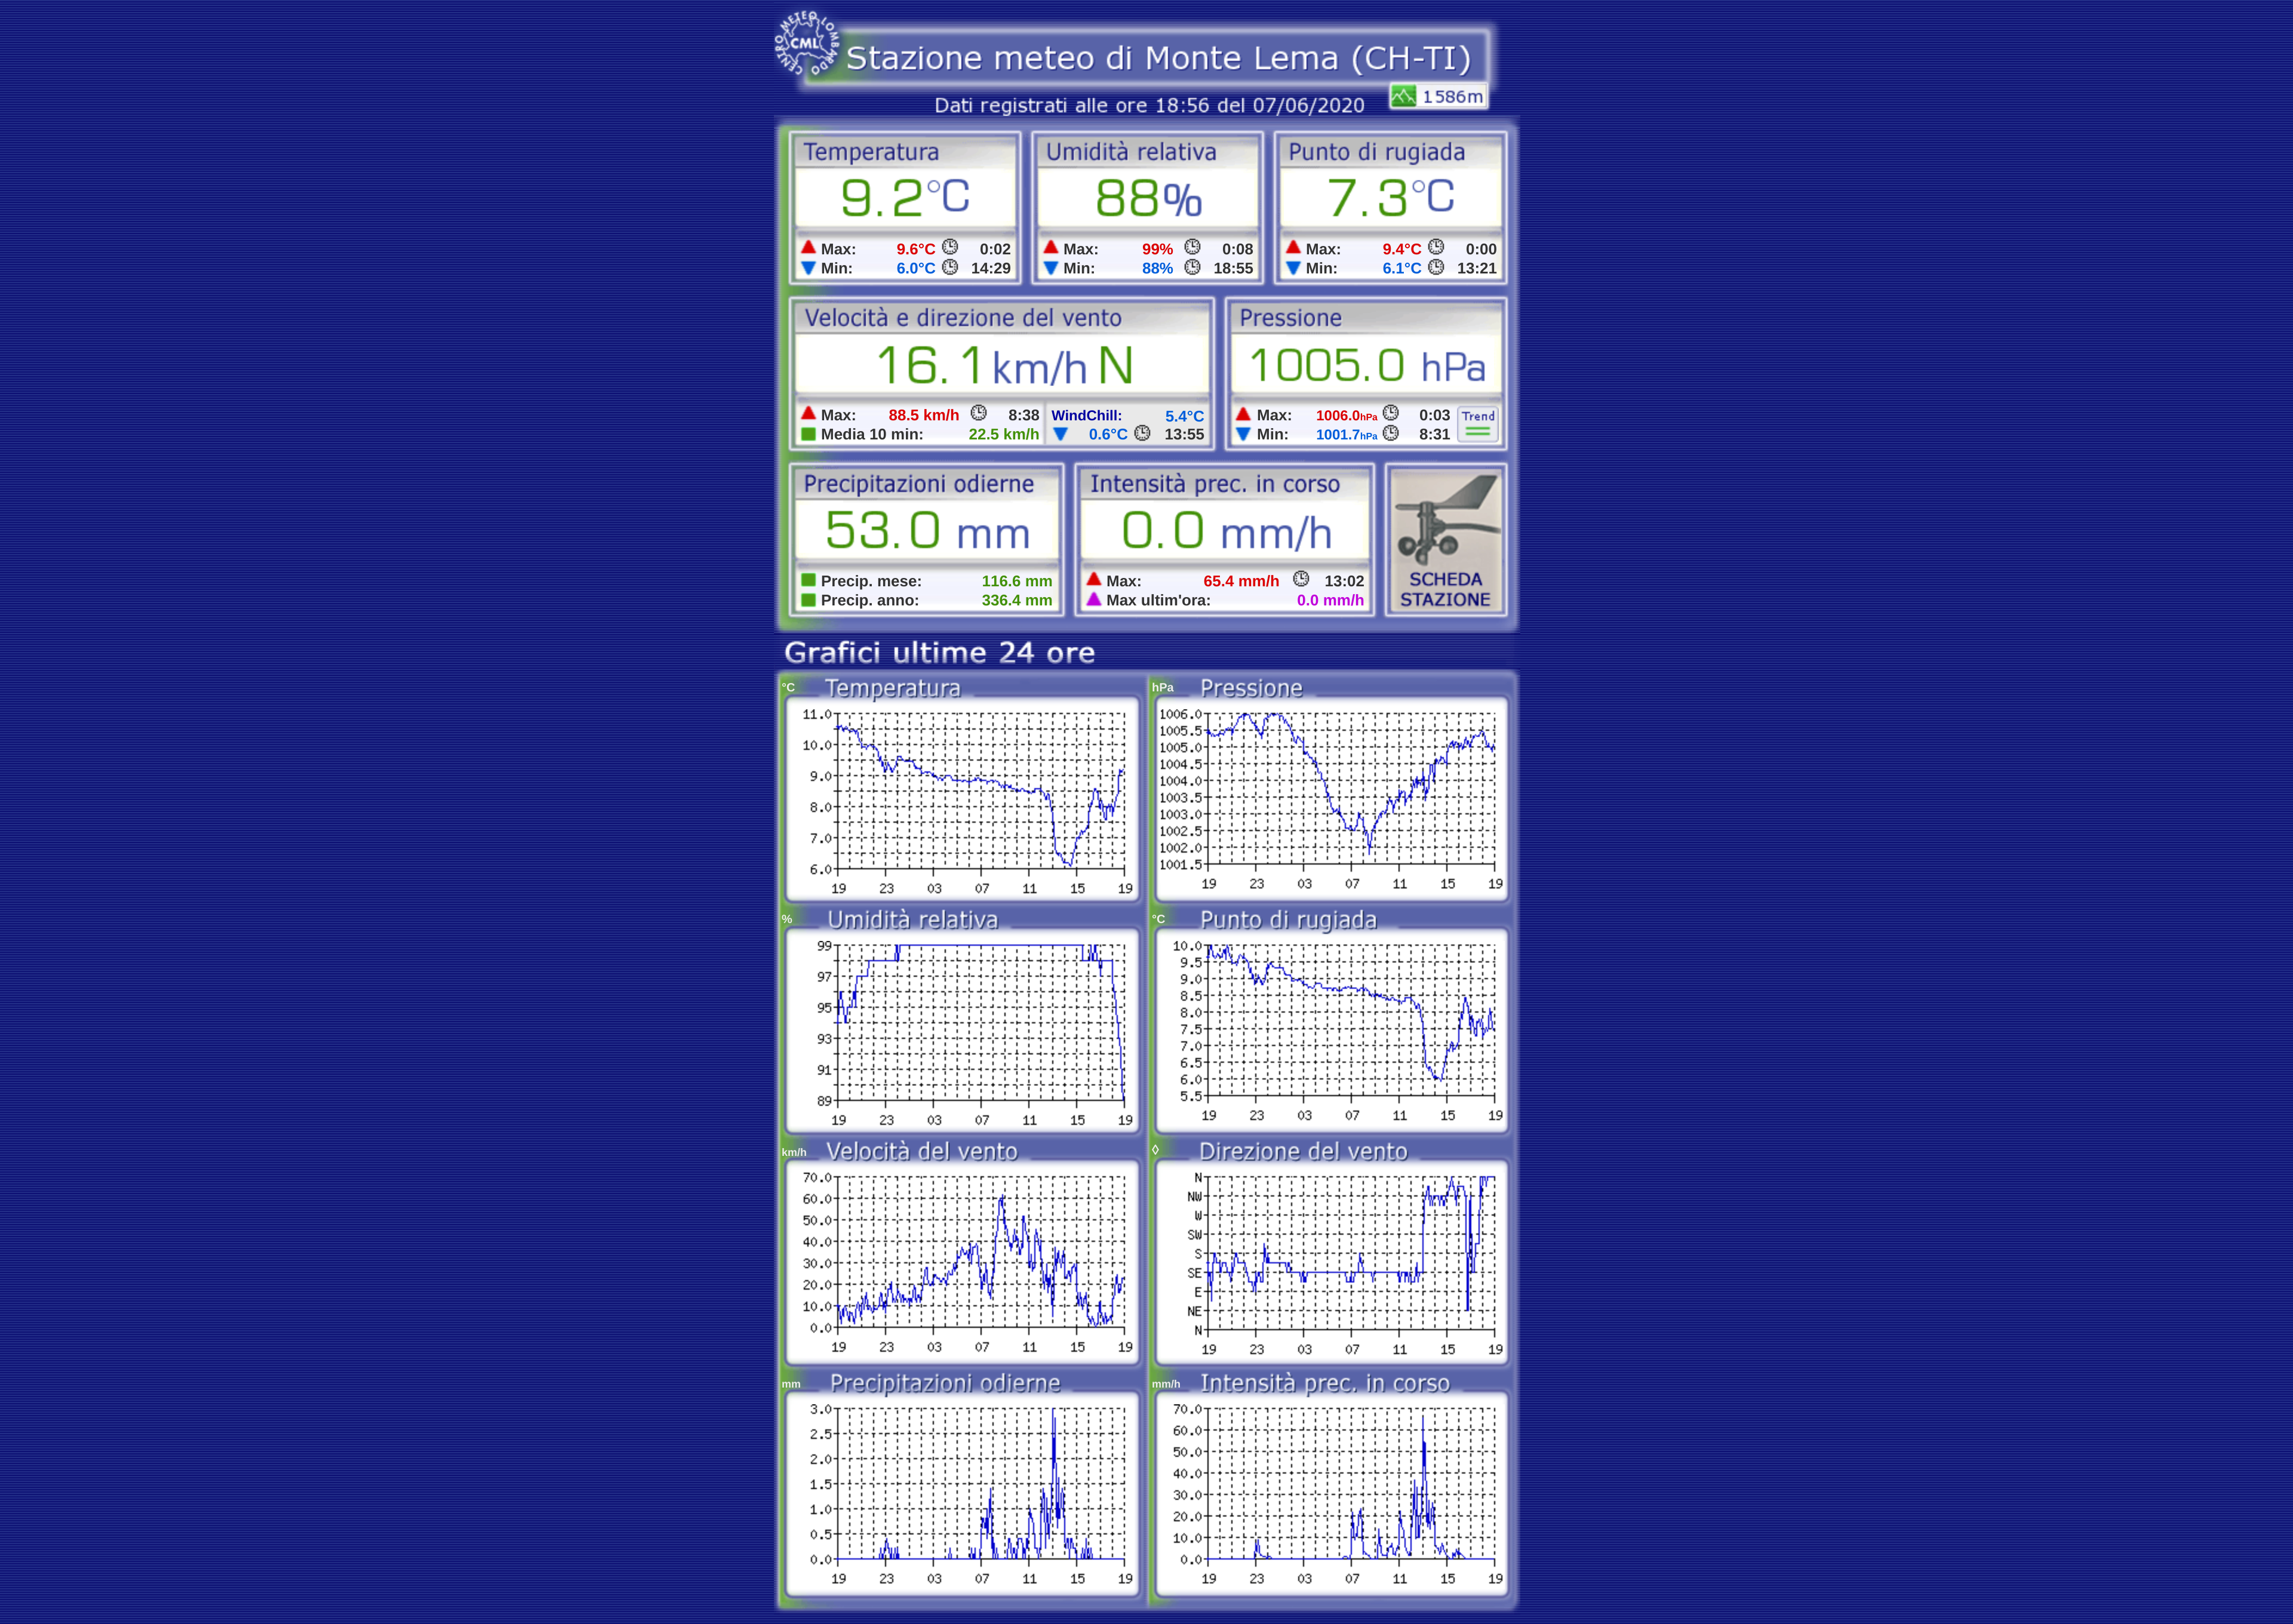 CENTRO METEO LOMBARDO
CML
Stazione meteo di Monte Lema (CH-TI)
Dati registrati alle ore 18:56 del 07/06/2020
1586m
Temperatura
9.2°C
Max: 9.6°C 0:02
Min: 6.0°C 14:29
Umidità relativa
88%
Max: 99% 0:08
Min: 88% 18:55
Punto di rugiada
7.3°C
Max: 9.4°C 0:00
Min: 6.1°C 13:21
Velocità e direzione del vento
16.1 km/h N
Max: 88.5 km/h 8:38
Media 10 min: 22.5 km/h
WindChill: 5.4°C
0.6°C 13:55
Pressione
1005.0 hPa
Max: 1006.0hPa 0:03
Min: 1001.7hPa 8:31
Trend
Precipitazioni odierne
53.0 mm
Precip. mese: 116.6 mm
Precip. anno: 336.4 mm
Intensità prec. in corso
0.0 mm/h
Max: 65.4 mm/h 13:02
Max ultim'ora: 0.0 mm/h
SCHEDA
STAZIONE
Grafici ultime 24 ore
°C Temperatura
11.0
10.0
9.0
8.0
7.0
6.0
19 23 03 07 11 15 19
hPa Pressione
1006.0
1005.5
1005.0
1004.5
1004.0
1003.5
1003.0
1002.5
1002.0
1001.5
19 23 03 07 11 15 19
% Umidità relativa
99
97
95
93
91
89
19 23 03 07 11 15 19
°C Punto di rugiada
10.0
9.5
9.0
8.5
8.0
7.5
7.0
6.5
6.0
5.5
19 23 03 07 11 15 19
km/h Velocità del vento
70.0
60.0
50.0
40.0
30.0
20.0
10.0
0.0
19 23 03 07 11 15 19
◊ Direzione del vento
N
NW
W
SW
S
SE
E
NE
N
19 23 03 07 11 15 19
mm Precipitazioni odierne
3.0
2.5
2.0
1.5
1.0
0.5
0.0
19 23 03 07 11 15 19
mm/h Intensità prec. in corso
70.0
60.0
50.0
40.0
30.0
20.0
10.0
0.0
19 23 03 07 11 15 19